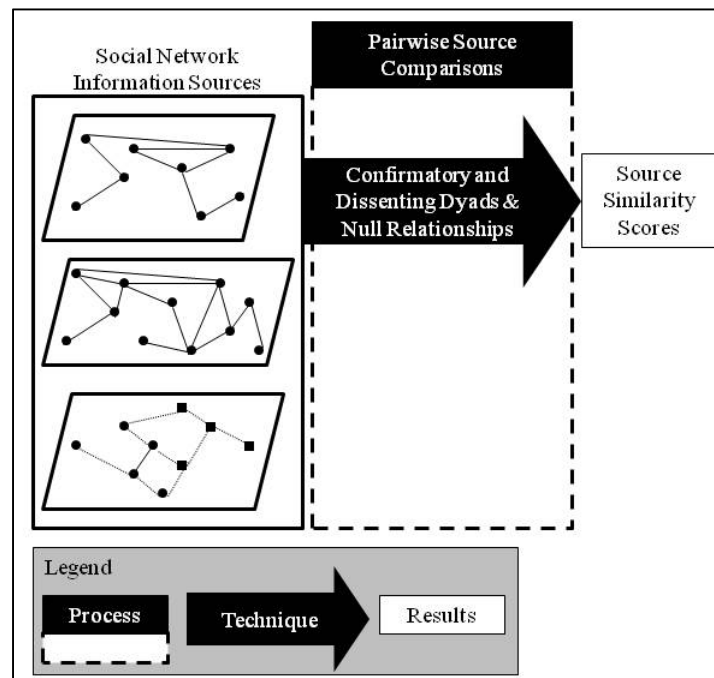 Social Network
Information Sources
Pairwise Source
Comparisons
Confirmatory and
Dissenting Dyads &
Null Relationships
Source
Similarity
Scores
Legend
Process
Technique
Results